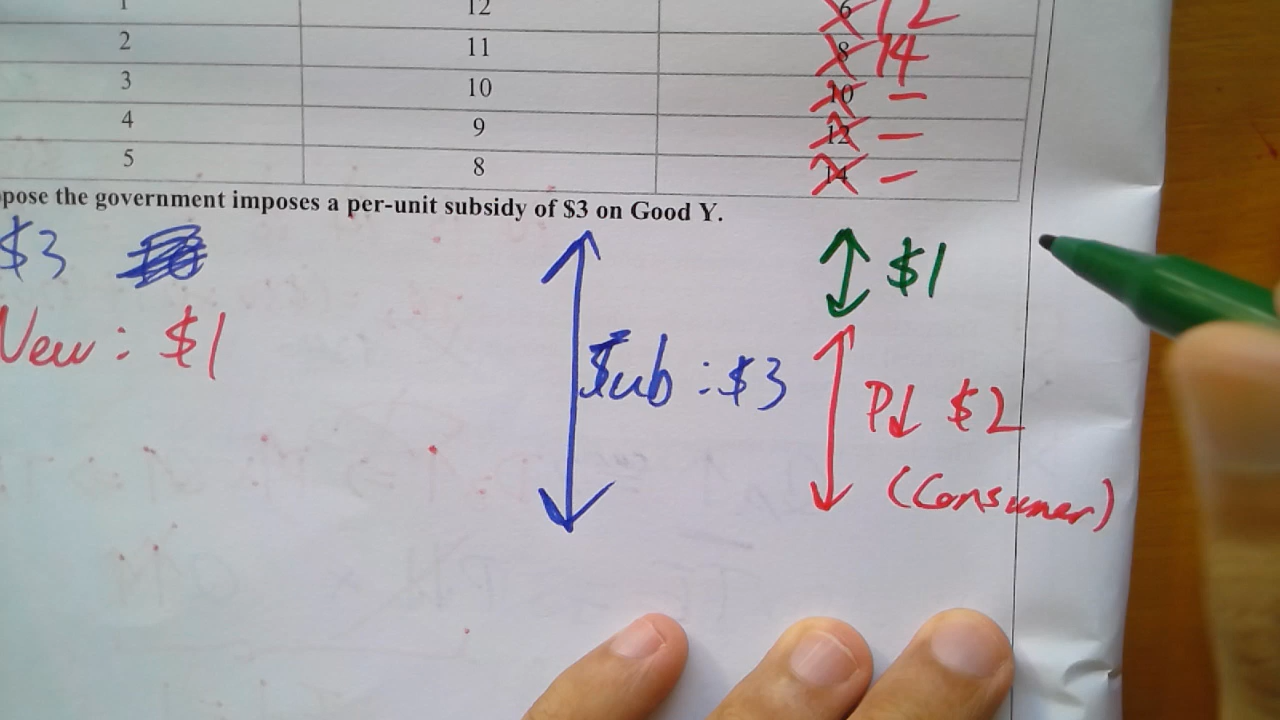 1 12 6 12
2 11 8 14
3 10 10 –
4 9 12 –
5 8 14 –
pose the government imposes a per-unit subsidy of $3 on Good Y.
$3
$1
New : $1
Sub : $3
P↓ $2
(Consumer)